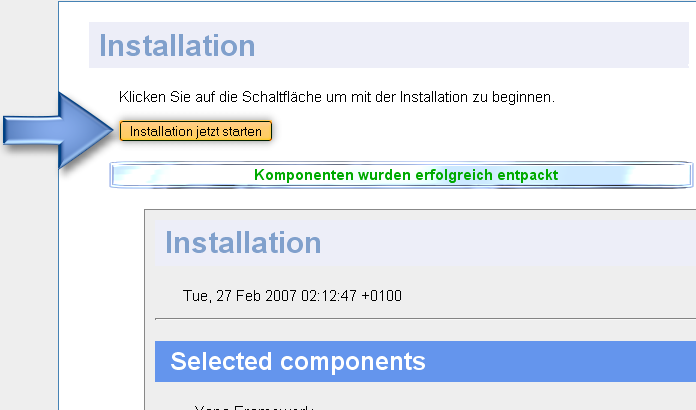 Installation
Klicken Sie auf die Schaltfläche um mit der Installation zu beginnen.
Installation jetzt starten
Komponenten wurden erfolgreich entpackt
Installation
Tue, 27 Feb 2007 02:12:47 +0100
Selected components